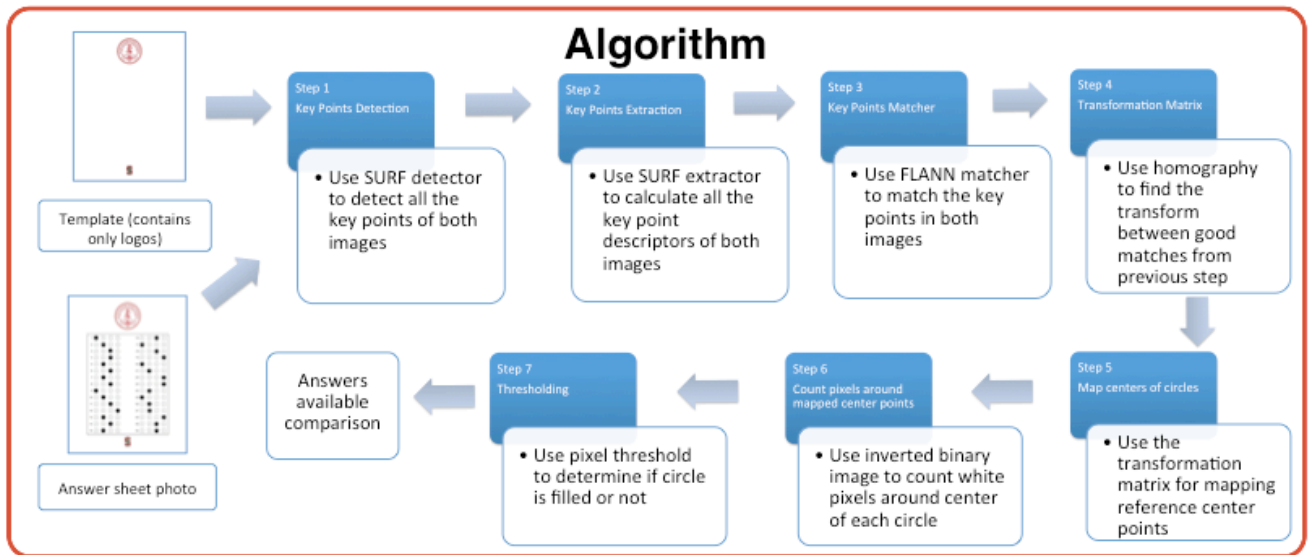 Algorithm
Template (contains
only logos)
S
Answer sheet photo
Step 1
Key Points Detection
• Use SURF detector
to detect all the
key points of both
images
Step 2
Key Points Extraction
• Use SURF extractor
to calculate all the
key point
descriptors of both
images
Step 3
Key Points Matcher
• Use FLANN matcher
to match the key
points in both
images
Step 4
Transformation Matrix
• Use homography
to find the
transform
between good
matches from
previous step
Step 5
Map centers of circles
• Use the
transformation
matrix for mapping
reference center
points
Step 6
Count pixels around
mapped center points
• Use inverted binary
image to count white
pixels around center
of each circle
Step 7
Thresholding
• Use pixel threshold
to determine if circle
is filled or not
Answers
available
comparison